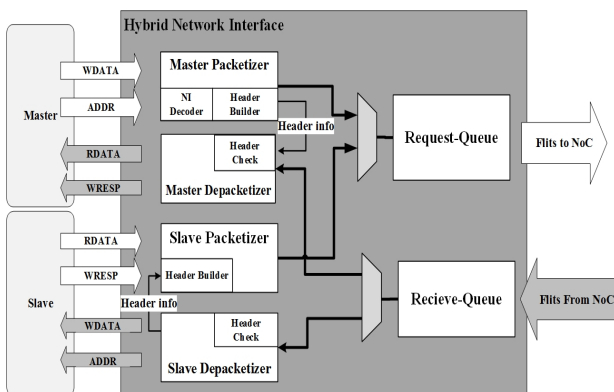 Hybrid Network Interface
Master
WDATA
ADDR
RDATA
WRESP
Master Packetizer
NI
Decoder
Header
Builder
Header info
Header
Check
Master Depacketizer
Request-Queue
Flits to NoC
Slave
RDATA
WRESP
WDATA
ADDR
Slave Packetizer
Header Builder
Header info
Header
Check
Slave Depacketizer
Recieve-Queue
Flits From NoC